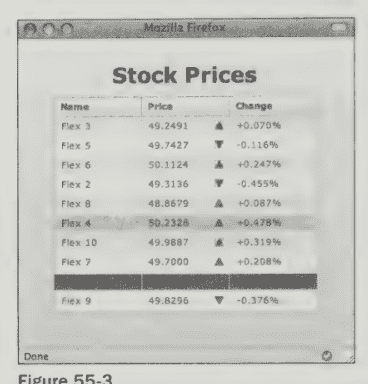 Mozilla Firefox
Stock Prices
Name Price Change
Flex 3 49.2491 ▲ +0.070%
Flex 5 49.7427 ▼ -0.116%
Flex 6 50.1124 ▲ +0.247%
Flex 2 49.3136 ▼ -0.455%
Flex 8 48.8679 ▲ +0.087%
Flex 4 50.2326 ▲ +0.478%
Flex 10 49.9887 ▲ +0.319%
Flex 7 49.7000 ▲ +0.208%
Flex 9 49.8296 ▼ -0.376%
Done
Figure 55-3